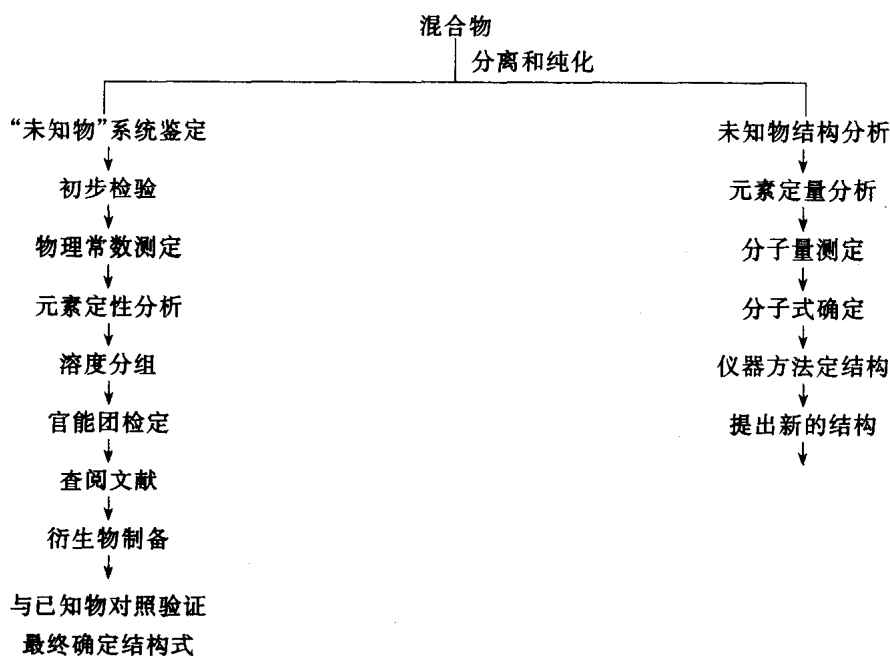 混合物
分离和纯化
“未知物”系统鉴定
初步检验
物理常数测定
元素定性分析
溶度分组
官能团检定
查阅文献
衍生物制备
与已知物对照验证
最终确定结构式
未知物结构分析
元素定量分析
分子量测定
分子式确定
仪器方法定结构
提出新的结构